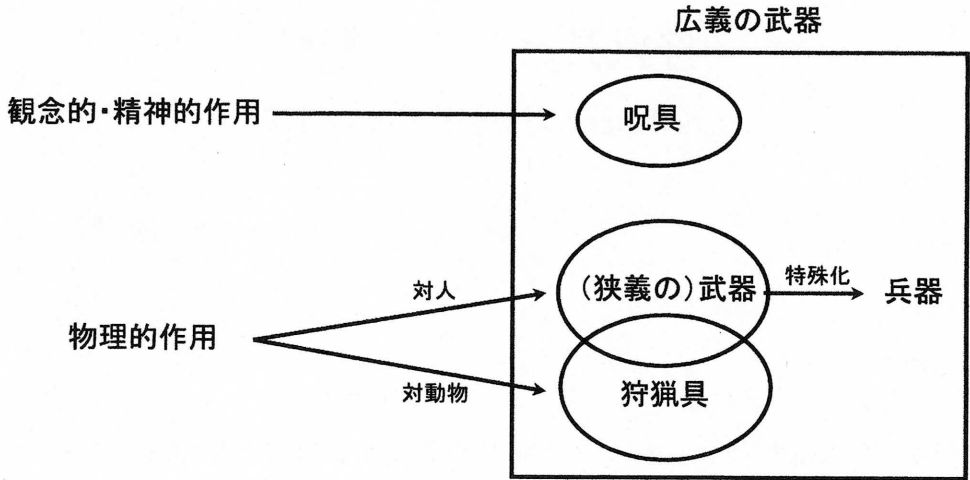 広義の武器
観念的・精神的作用
呪具
対人
(狭義の)武器
特殊化
兵器
物理的作用
対動物
狩猟具